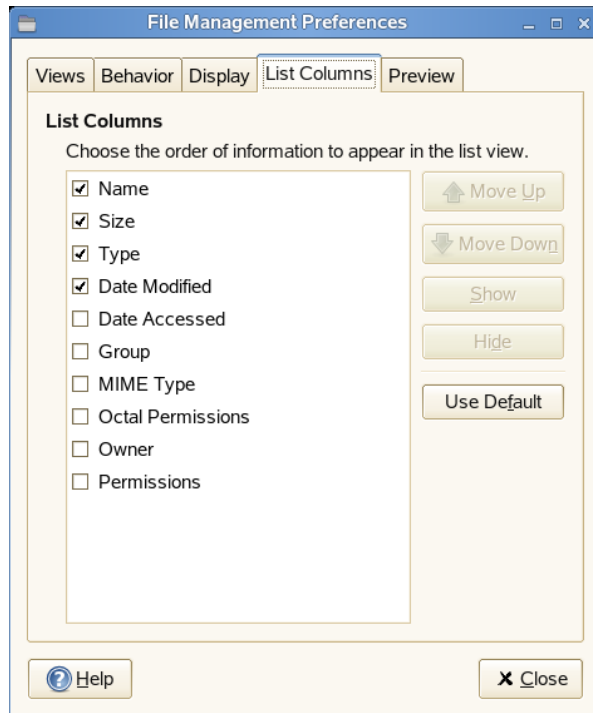 File Management Preferences
Views Behavior Display List Columns Preview
List Columns
Choose the order of information to appear in the list view.
Name
Size
Type
Date Modified
Date Accessed
Group
MIME Type
Octal Permissions
Owner
Permissions
Move Up
Move Down
Show
Hide
Use Default
Help
Close